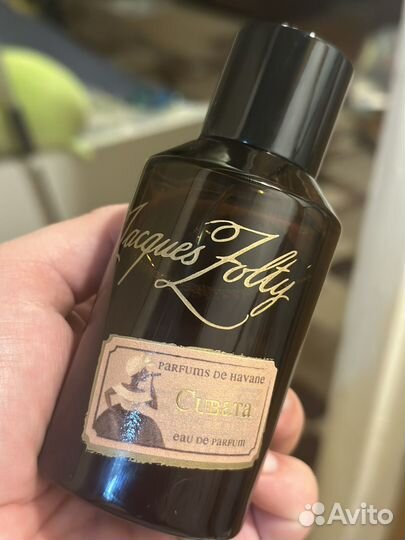 Jacques Zolty
PARFUMS DE HAVANE
CUBATA
EAU DE PARFUM
Avito